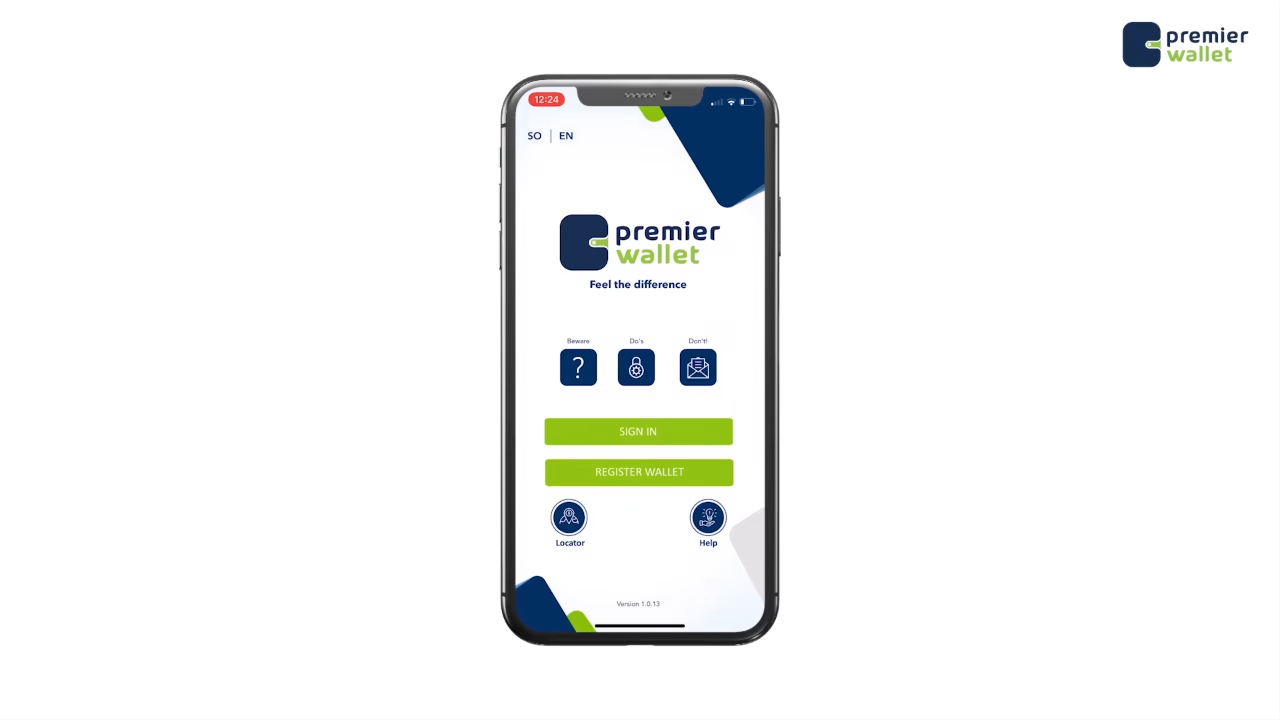 premier
wallet
12:24
SO | EN
premier
wallet
Feel the difference
Beware
Do's
Don't!
SIGN IN
REGISTER WALLET
Locator
Help
Version 1.0.13